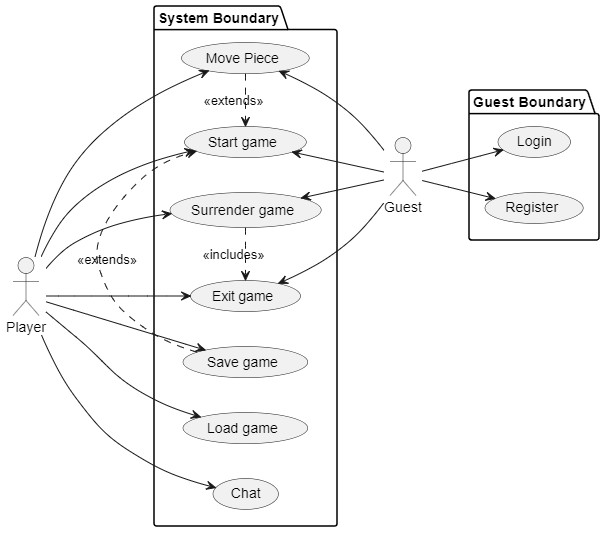 System Boundary
Move Piece
«extends»
Start game
Surrender game
«includes»
«extends»
Exit game
Save game
Load game
Chat
Player
Guest
Guest Boundary
Login
Register